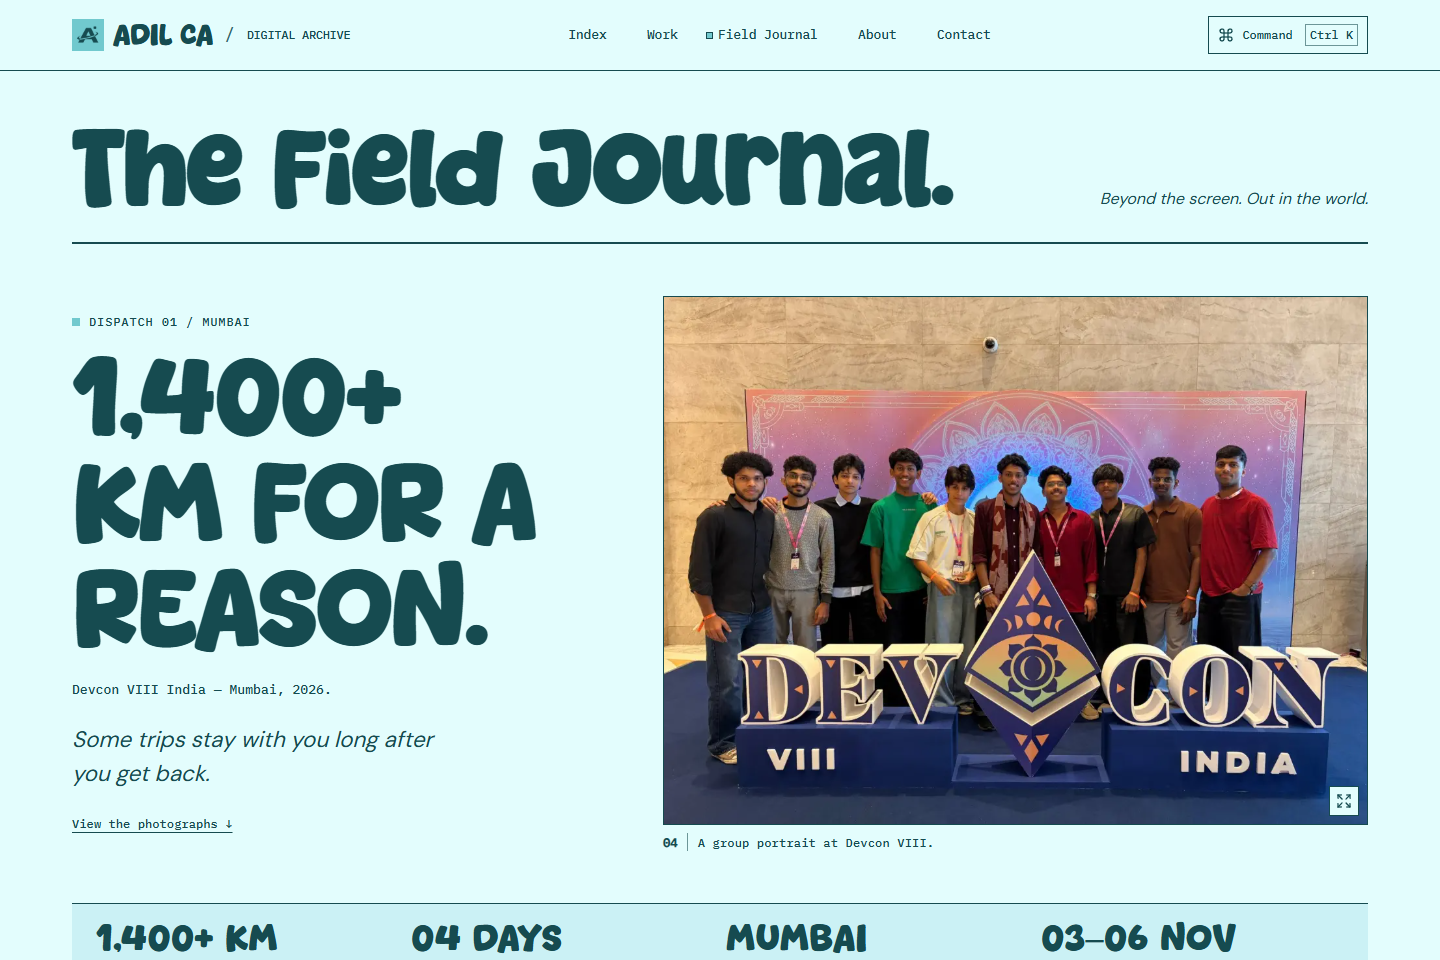 ADIL CA / DIGITAL ARCHIVE
Index Work Field Journal About Contact
⌘ Command Ctrl K
The Field Journal.
Beyond the screen. Out in the world.
DISPATCH 01 / MUMBAI
1,400+
KM FOR A
REASON.
Devcon VIII India — Mumbai, 2026.
Some trips stay with you long after
you get back.
View the photographs ↓
DEVCON
VIII INDIA
04 A group portrait at Devcon VIII.
1,400+ KM 04 DAYS MUMBAI 03–06 NOV